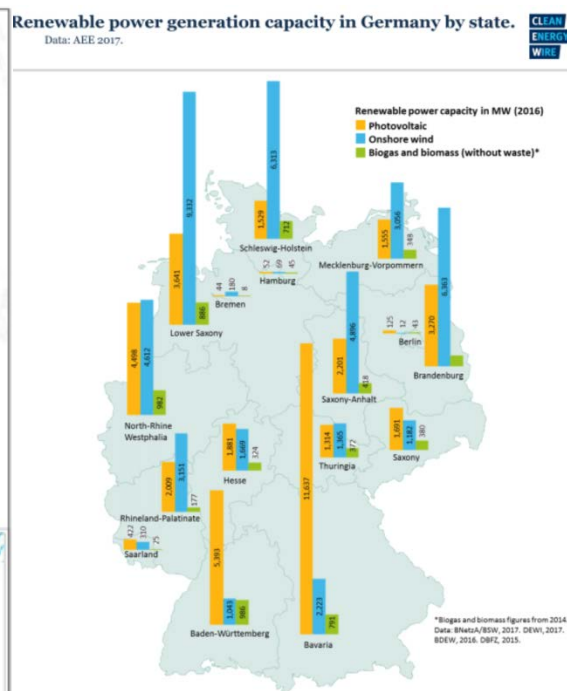 Renewable power generation capacity in Germany by state.
Data: AEE 2017.
CLEAN
ENERGY
WIRE
Renewable power capacity in MW (2016)
Photovoltaic
Onshore wind
Biogas and biomass (without waste)*
1,529
6,313
712
Schleswig-Holstein
1,555
3,056
348
Mecklenburg-Vorpommern
52
69
45
Hamburg
44
180
8
Bremen
3,641
9,332
886
Lower Saxony
125
12
43
Berlin
3,270
6,363
Brandenburg
2,201
4,896
418
Saxony-Anhalt
4,498
4,612
982
North-Rhine
Westphalia
1,881
1,669
324
Hesse
1,314
1,365
372
Thuringia
1,691
1,182
380
Saxony
2,009
3,151
177
Rhineland-Palatinate
422
310
25
Saarland
5,393
1,043
986
Baden-Württemberg
11,637
2,223
791
Bavaria
*Biogas and biomass figures from 2014.
Data: BNetzA/BSW, 2017. DEWI, 2017.
BDEW, 2016. DBFZ, 2015.